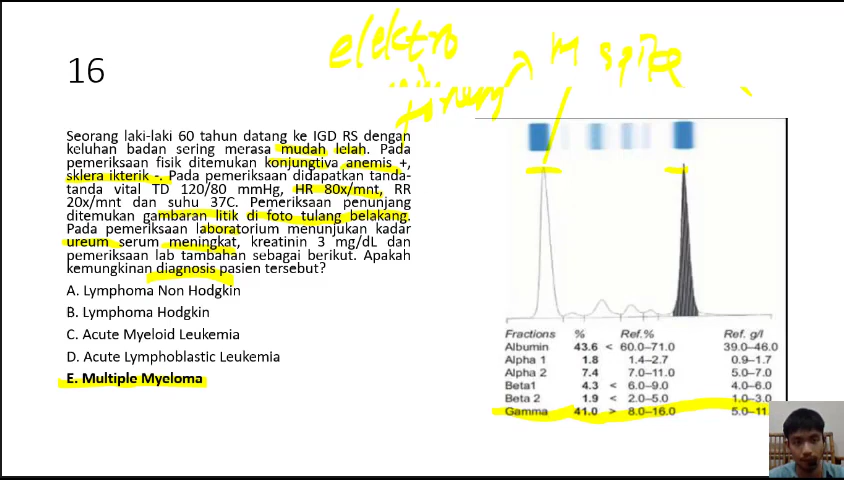 elektro
M spike
16
Seorang laki-laki 60 tahun datang ke IGD RS dengan
keluhan badan sering merasa mudah lelah. Pada
pemeriksaan fisik ditemukan konjungtiva anemis +,
sklera ikterik -. Pada pemeriksaan didapatkan tanda-
tanda vital TD 120/80 mmHg, HR 80x/mnt, RR
20x/mnt dan suhu 37C. Pemeriksaan penunjang
ditemukan gambaran litik di foto tulang belakang.
Pada pemeriksaan laboratorium menunjukan kadar
ureum serum meningkat, kreatinin 3 mg/dL dan
pemeriksaan lab tambahan sebagai berikut. Apakah
kemungkinan diagnosis pasien tersebut?
A. Lymphoma Non Hodgkin
B. Lymphoma Hodgkin
C. Acute Myeloid Leukemia
D. Acute Lymphoblastic Leukemia
E. Multiple Myeloma
Fractions % Ref.% Ref. g/l
Albumin 43.6 < 60.0–71.0 39.0–46.0
Alpha 1 1.8 1.4–2.7 0.9–1.7
Alpha 2 7.4 7.0–11.0 5.0–7.0
Beta1 4.3 < 6.0–9.0 4.0–6.0
Beta 2 1.9 < 2.0–5.0 1.0–3.0
Gamma 41.0 > 8.0–16.0 5.0–11